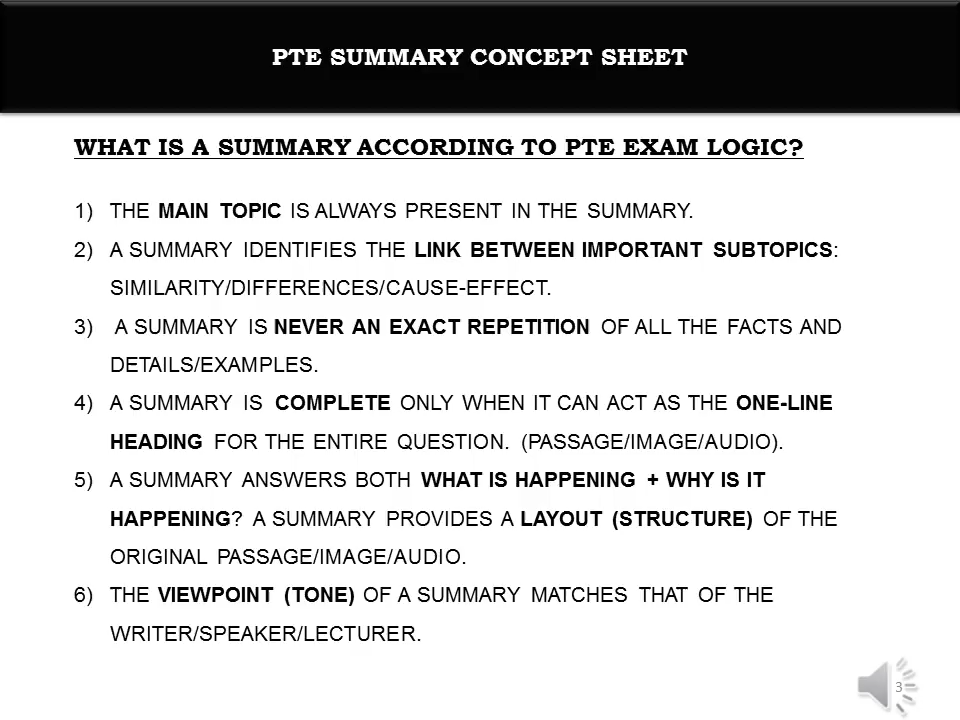 PTE SUMMARY CONCEPT SHEET
WHAT IS A SUMMARY ACCORDING TO PTE EXAM LOGIC?
1) THE MAIN TOPIC IS ALWAYS PRESENT IN THE SUMMARY.
2) A SUMMARY IDENTIFIES THE LINK BETWEEN IMPORTANT SUBTOPICS:
SIMILARITY/DIFFERENCES/CAUSE-EFFECT.
3) A SUMMARY IS NEVER AN EXACT REPETITION OF ALL THE FACTS AND
DETAILS/EXAMPLES.
4) A SUMMARY IS COMPLETE ONLY WHEN IT CAN ACT AS THE ONE-LINE
HEADING FOR THE ENTIRE QUESTION. (PASSAGE/IMAGE/AUDIO).
5) A SUMMARY ANSWERS BOTH WHAT IS HAPPENING + WHY IS IT
HAPPENING? A SUMMARY PROVIDES A LAYOUT (STRUCTURE) OF THE
ORIGINAL PASSAGE/IMAGE/AUDIO.
6) THE VIEWPOINT (TONE) OF A SUMMARY MATCHES THAT OF THE
WRITER/SPEAKER/LECTURER.
3